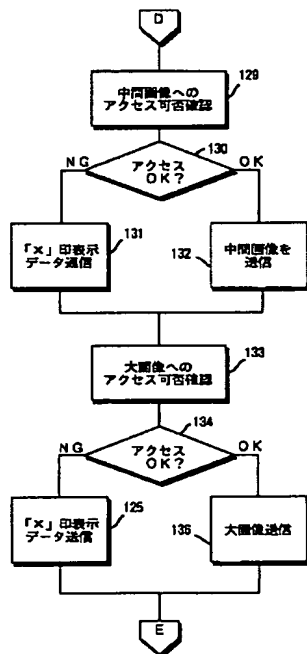 D
中間画像への
アクセス可否確認
129
130
NG
アクセス
OK?
OK
「×」印表示
データ送信
131
中間画像を
送信
132
大画像への
アクセス可否確認
133
134
NG
アクセス
OK?
OK
「×」印表示
データ送信
125
大画像送信
136
E